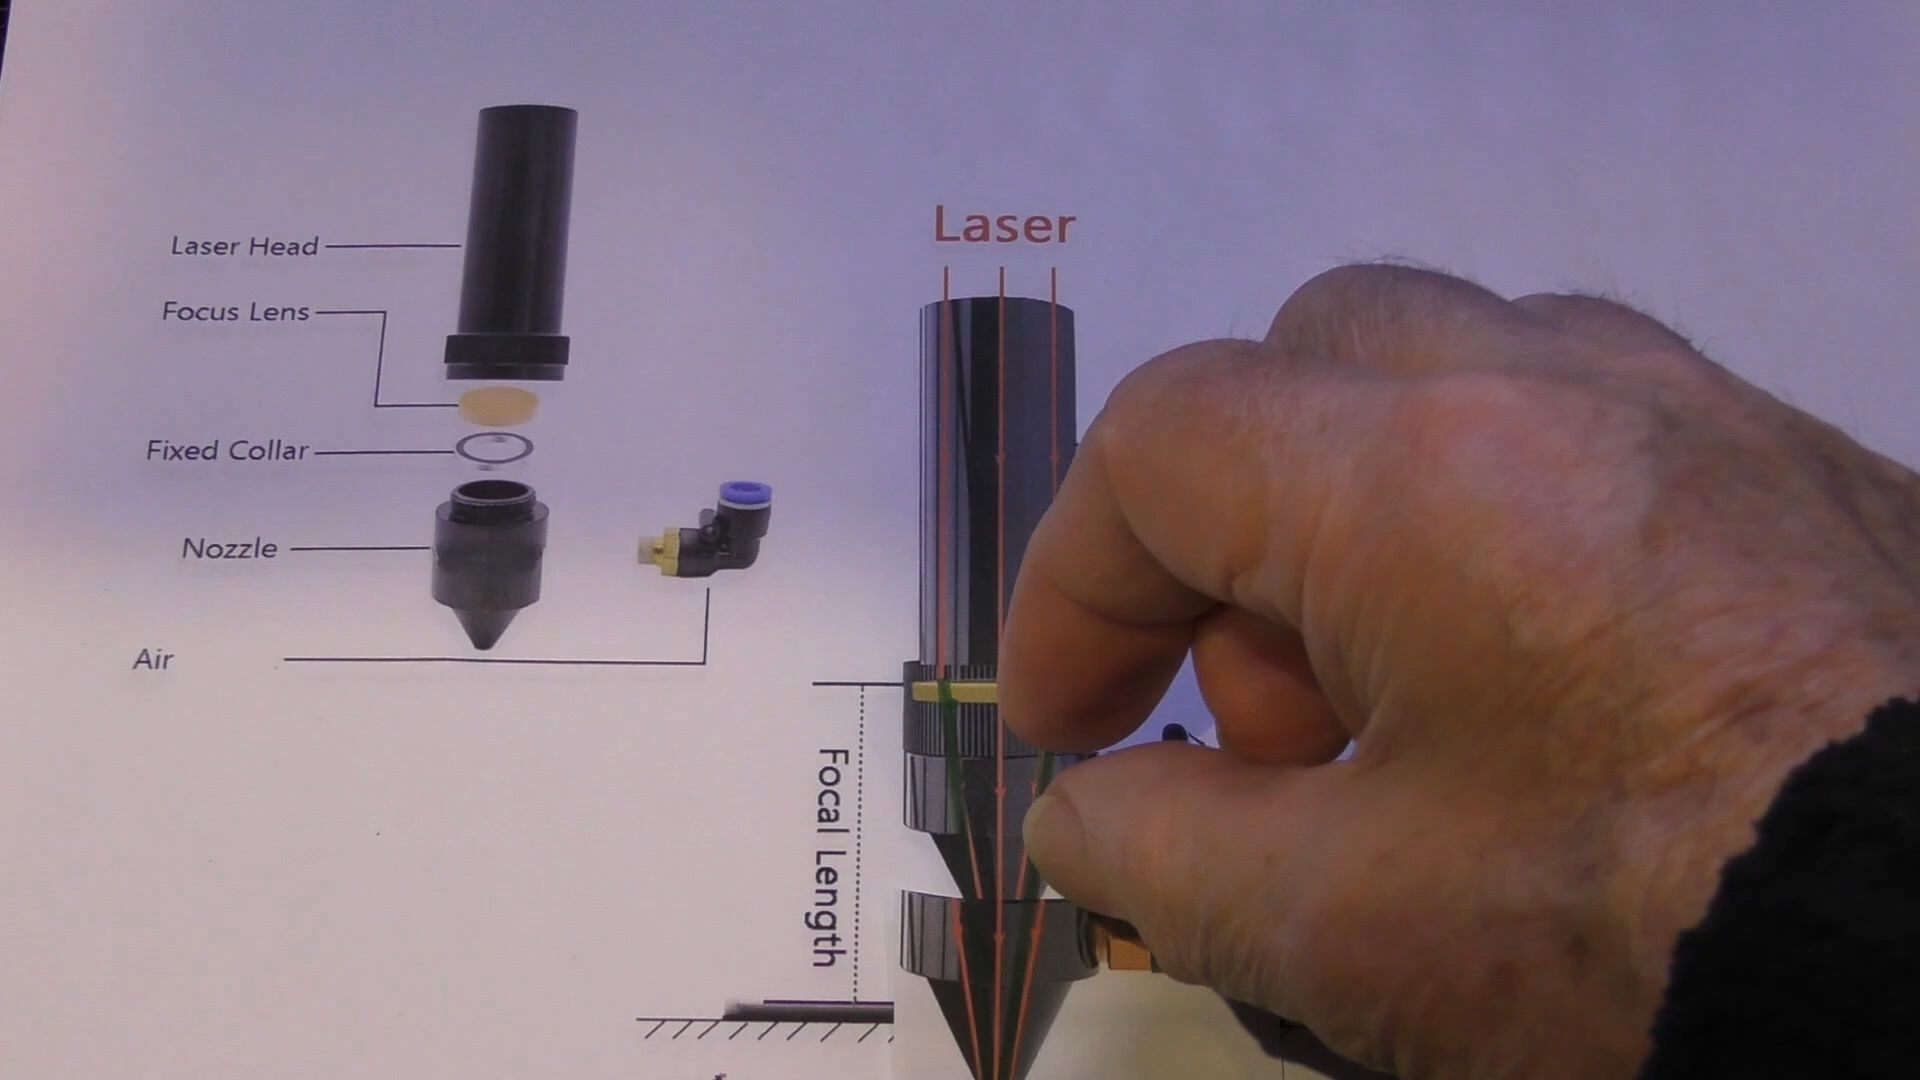 Laser Head
Focus Lens
Fixed Collar
Nozzle
Air
Laser
Focal Length